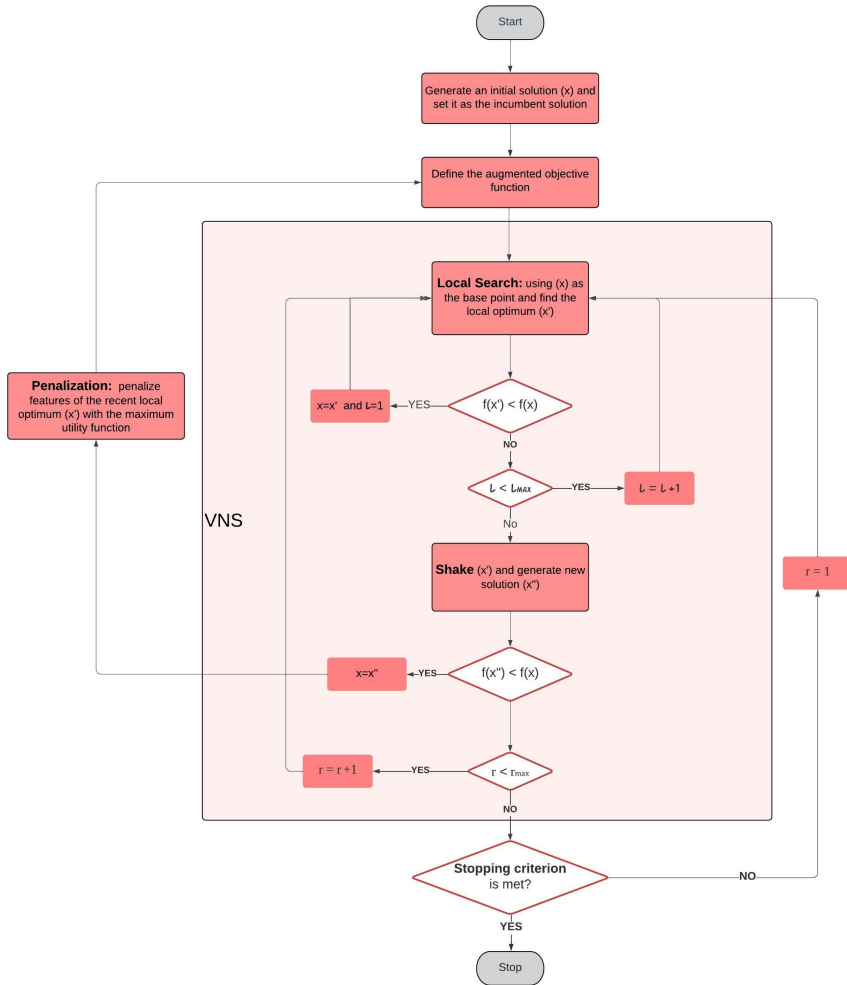 Start
Generate an initial solution (x) and
set it as the incumbent solution
Define the augmented objective
function
Local Search: using (x) as
the base point and find the
local optimum (x')
Penalization: penalize
features of the recent local
optimum (x') with the maximum
utility function
x=x' and ι=1
YES
f(x') < f(x)
NO
ι < ιMAX
YES
ι = ι +1
VNS
No
Shake (x') and generate new
solution (x'')
r = 1
x=x''
YES
f(x'') < f(x)
r = r +1
YES
r < rmax
NO
Stopping criterion
is met?
NO
YES
Stop